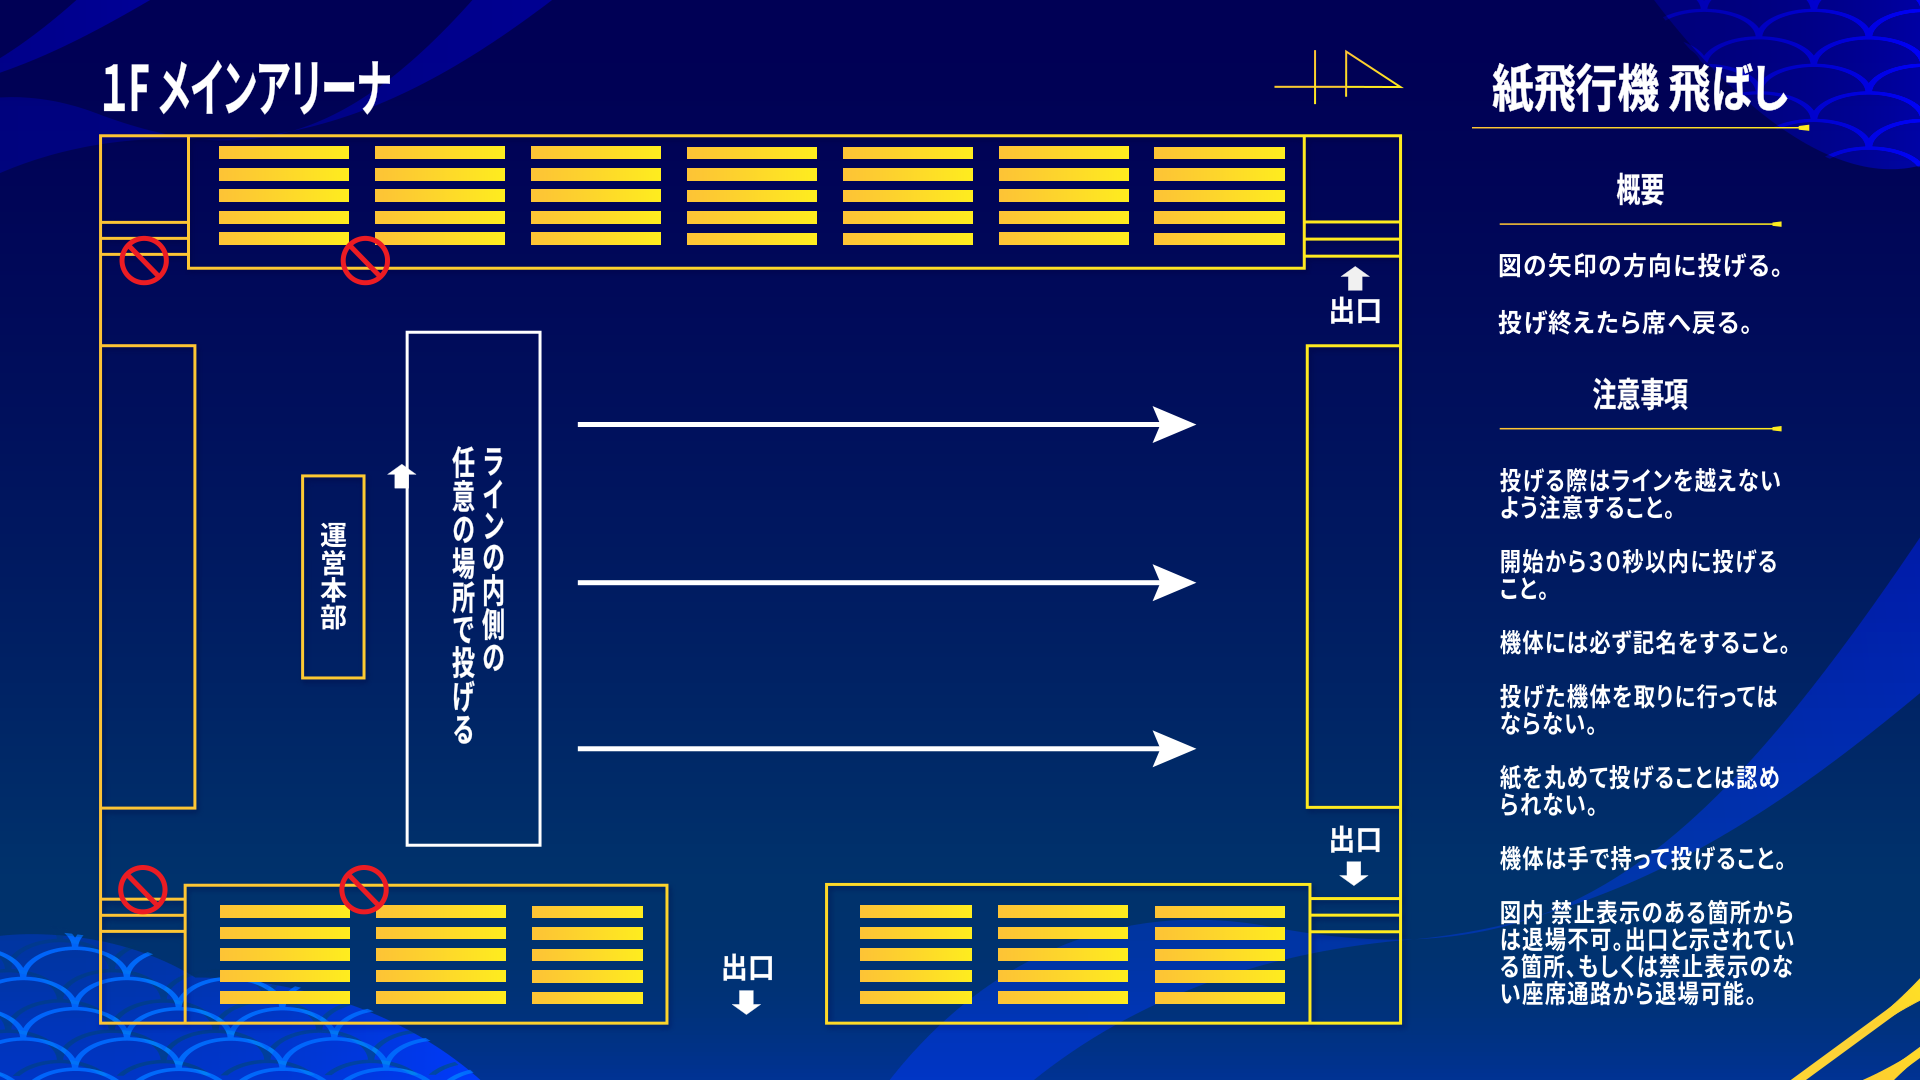 1F メインアリーナ
出口
ラインの内側の
任意の場所で投げる
運営本部
出口
出口
紙飛行機 飛ばし
概要
図の矢印の方向に投げる。
投げ終えたら席へ戻る。
注意事項
投げる際はラインを越えない
よう注意すること。
開始から30秒以内に投げる
こと。
機体には必ず記名をすること。
投げた機体を取りに行っては
ならない。
紙を丸めて投げることは認め
られない。
機体は手で持って投げること。
図内 禁止表示のある箇所から
は退場不可。出口と示されてい
る箇所、もしくは禁止表示のな
い座席通路から退場可能。